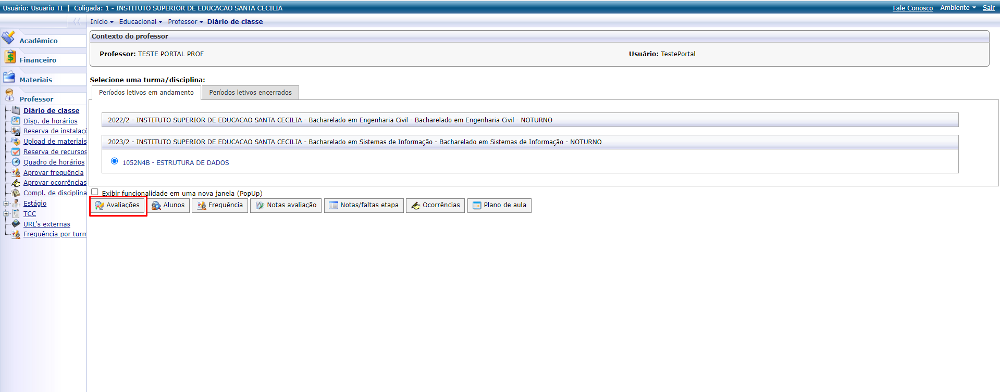 Usuário: Usuario TI | Coligada: 1 - INSTITUTO SUPERIOR DE EDUCACAO SANTA CECILIA
Fale Conosco Ambiente Sair
Início Educacional Professor Diário de classe
Acadêmico
Financeiro
Materiais
Professor
Diário de classe
Disp. de horários
Reserva de instalaç
Upload de materiais
Reserva de recursos
Quadro de horários
Aprovar frequência
Aprovar ocorrências
Compl. de disciplina
Estágio
TCC
URL's externas
Frequência por turm
Contexto do professor
Professor: TESTE PORTAL PROF
Usuário: TestePortal
Selecione uma turma/disciplina:
Períodos letivos em andamento
Períodos letivos encerrados
2022/2 - INSTITUTO SUPERIOR DE EDUCACAO SANTA CECILIA - Bacharelado em Engenharia Civil - Bacharelado em Engenharia Civil - NOTURNO
2023/2 - INSTITUTO SUPERIOR DE EDUCACAO SANTA CECILIA - Bacharelado em Sistemas de Informação - Bacharelado em Sistemas de Informação - NOTURNO
1052N4B - ESTRUTURA DE DADOS
Exibir funcionalidade em uma nova janela (PopUp)
Avaliações Alunos Frequência Notas avaliação Notas/faltas etapa Ocorrências Plano de aula